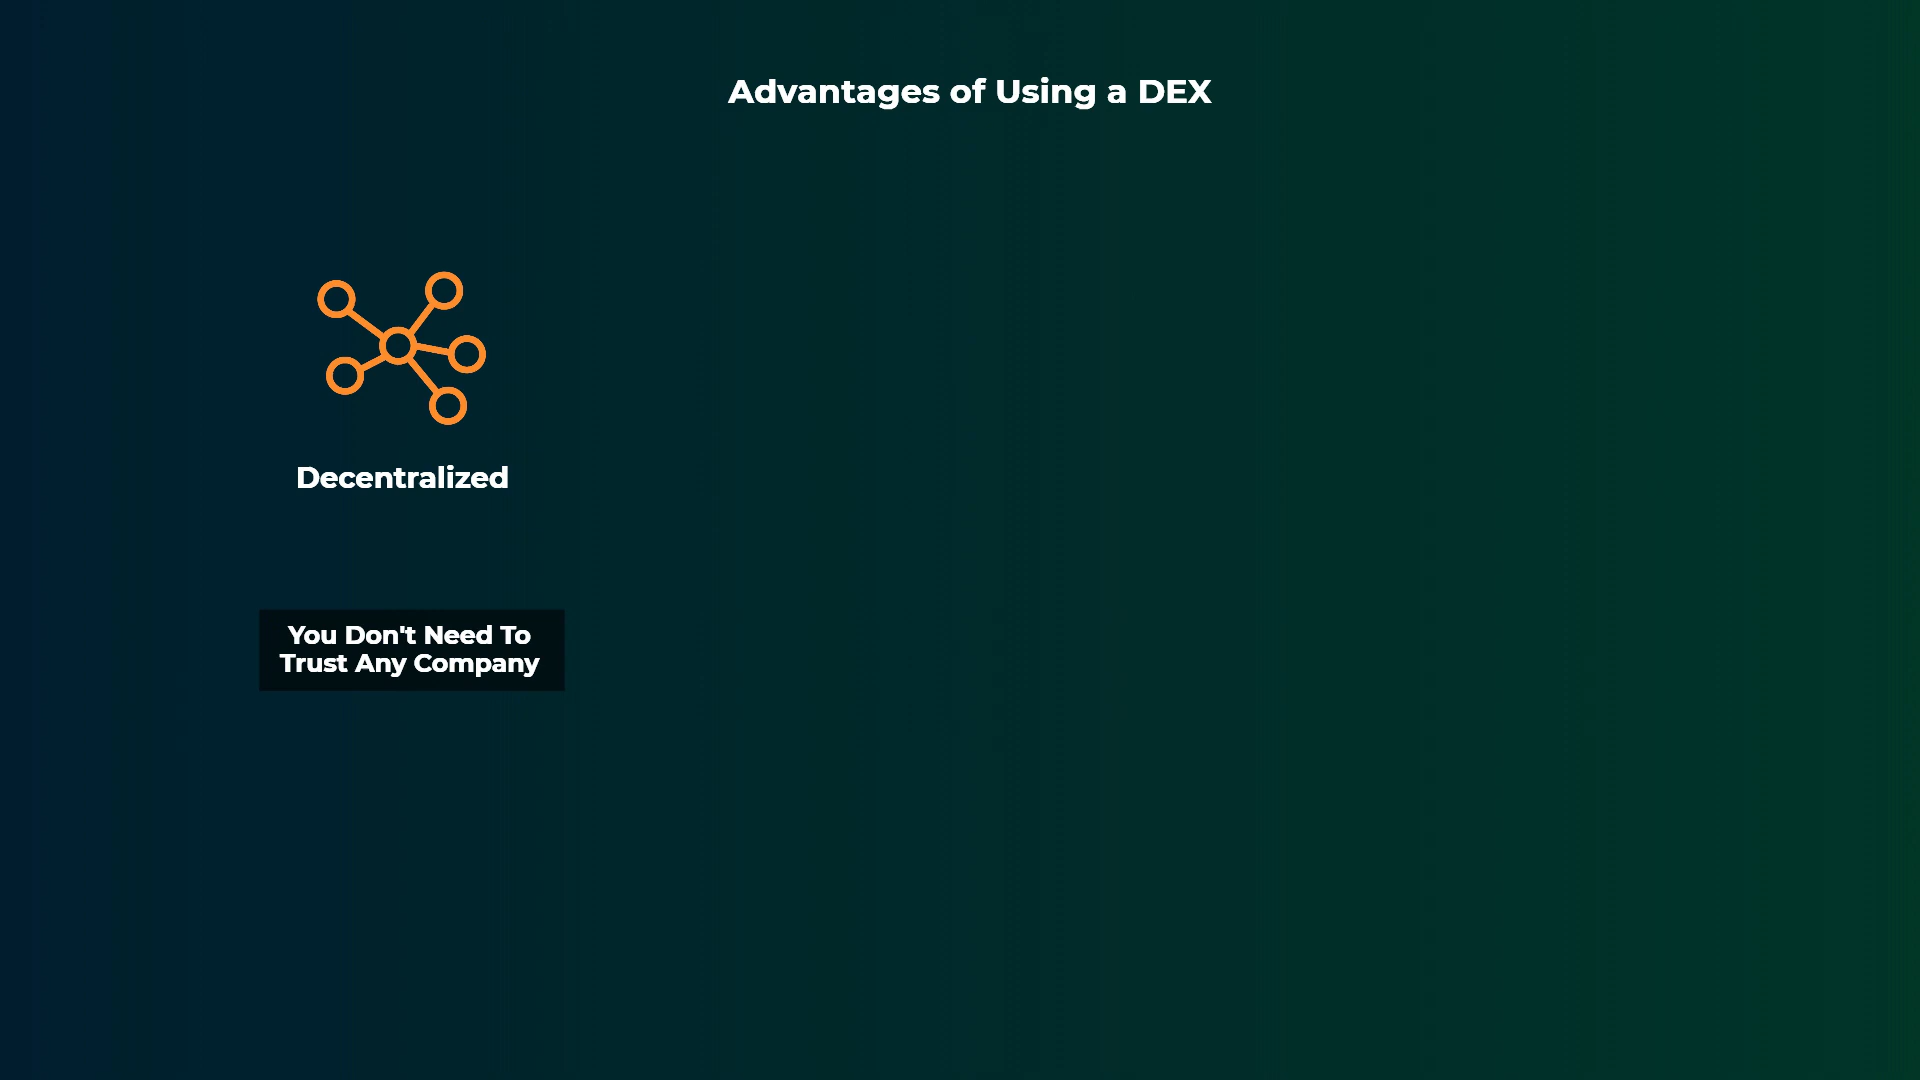 Advantages of Using a DEX
Decentralized
You Don't Need To
Trust Any Company